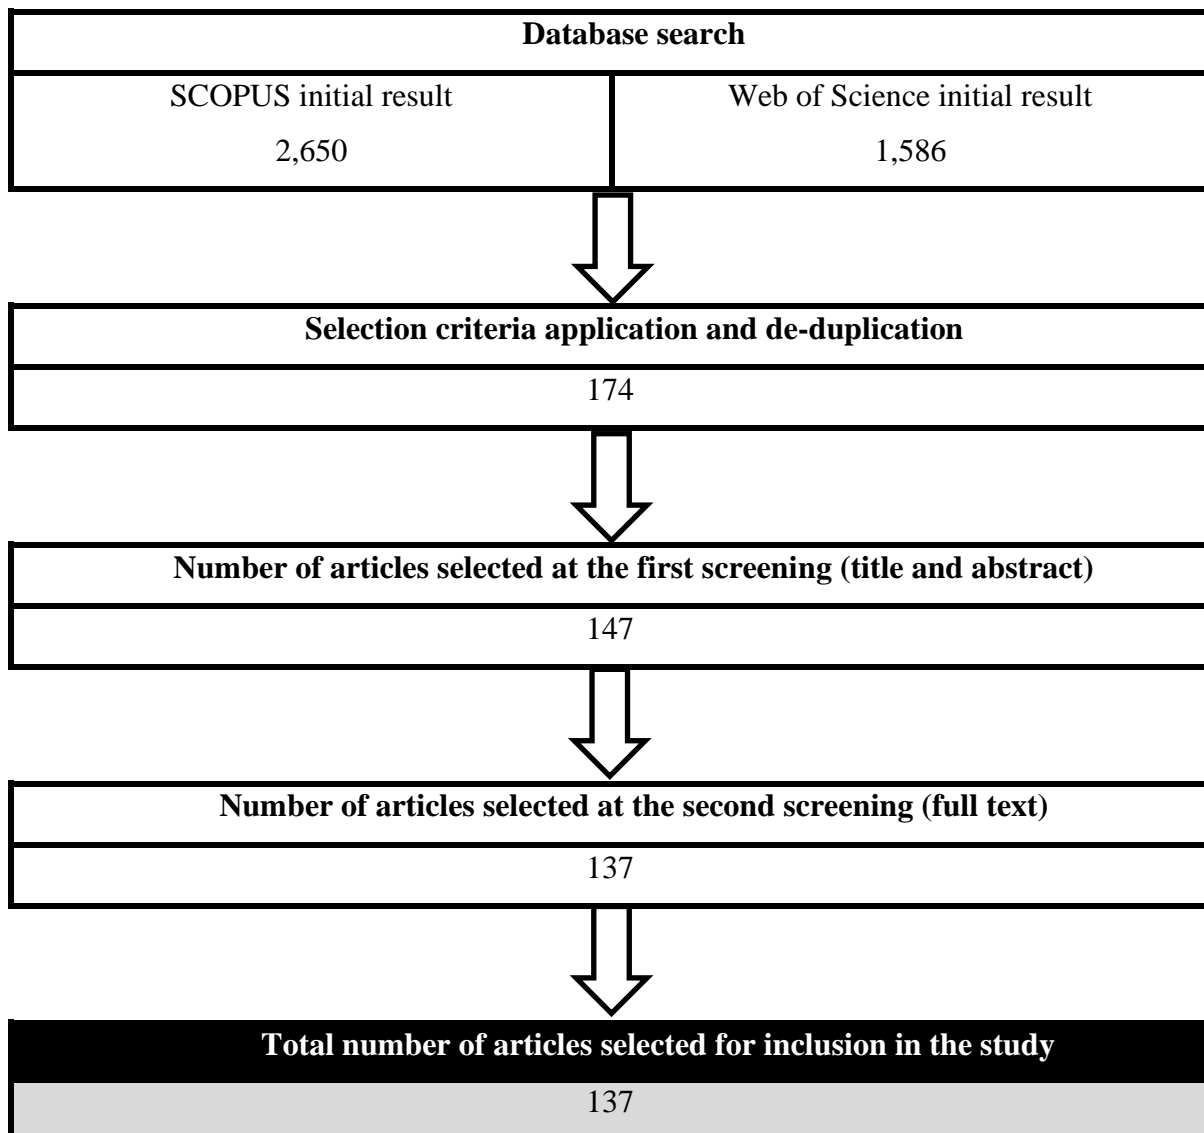 Database search
SCOPUS initial result
2,650
Web of Science initial result
1,586
Selection criteria application and de-duplication
174
Number of articles selected at the first screening (title and abstract)
147
Number of articles selected at the second screening (full text)
137
Total number of articles selected for inclusion in the study
137